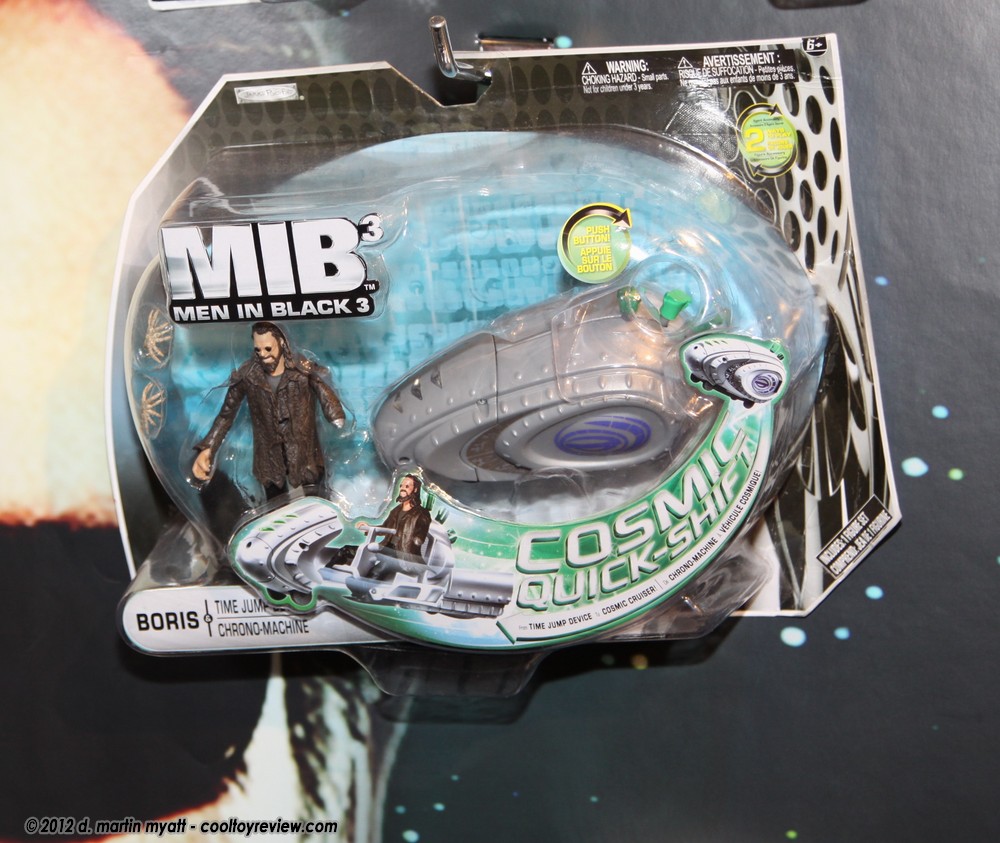 6+
WARNING:
CHOKING HAZARD - Small parts.
Not for children under 3 years.
AVERTISSEMENT :
RISQUE DE SUFFOCATION - Petites pièces.
pas aux enfants de moins de 3 ans.
2
MIB3
TM
MEN IN BLACK 3
PUSH
BUTTON!
APPUIE
SUR LE
BOUTON
COSMIC
QUICK-SHIFT
TIME JUMP DEVICE COSMIC CRUISER! CHRONO-MACHINE VÉHICULE COSMIQUE!
BORIS &
TIME JUMP
CHRONO-MACHINE
©2012 d. martin myatt - cooltoyreview.com